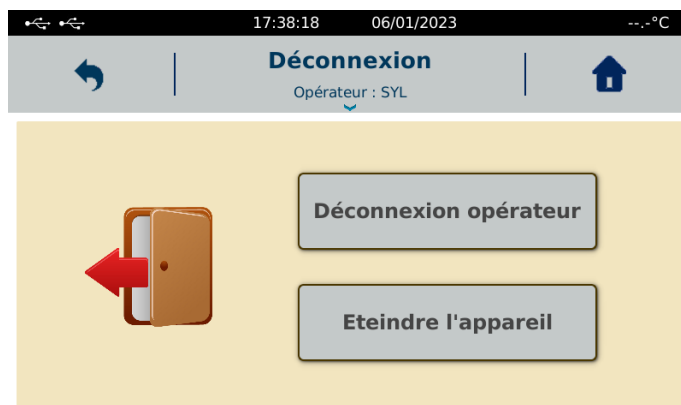 17:38:18 06/01/2023 --.-°C
Déconnexion
Opérateur : SYL
Déconnexion opérateur
Eteindre l'appareil